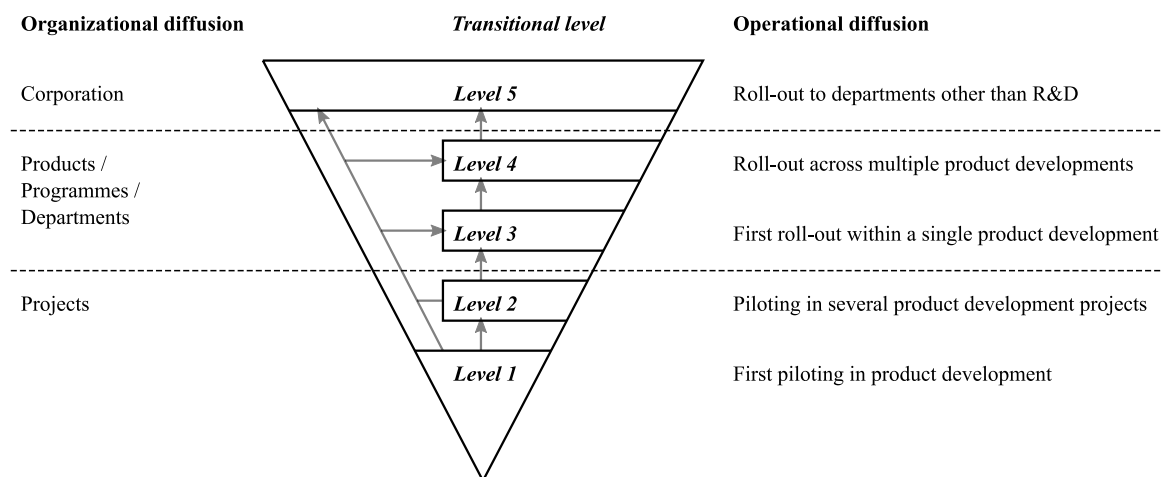 Organizational diffusion
Transitional level
Operational diffusion
Corporation
Level 5
Roll-out to departments other than R&D
Products /
Programmes /
Departments
Level 4
Roll-out across multiple product developments
Level 3
First roll-out within a single product development
Projects
Level 2
Piloting in several product development projects
Level 1
First piloting in product development